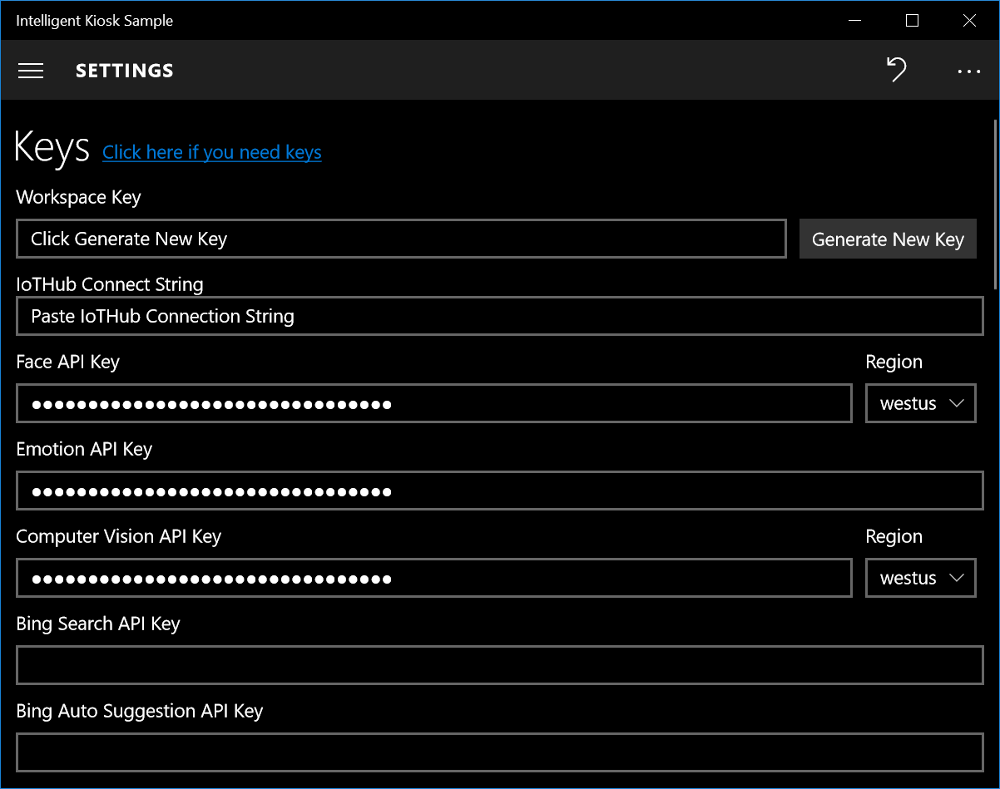 Intelligent Kiosk Sample
SETTINGS
Keys Click here if you need keys
Workspace Key
Click Generate New Key Generate New Key
IoTHub Connect String
Paste IoTHub Connection String
Face API Key Region
●●●●●●●●●●●●●●●●●●●●●●●●●●●●●●●● westus
Emotion API Key
●●●●●●●●●●●●●●●●●●●●●●●●●●●●●●●●
Computer Vision API Key Region
●●●●●●●●●●●●●●●●●●●●●●●●●●●●●●●● westus
Bing Search API Key
Bing Auto Suggestion API Key